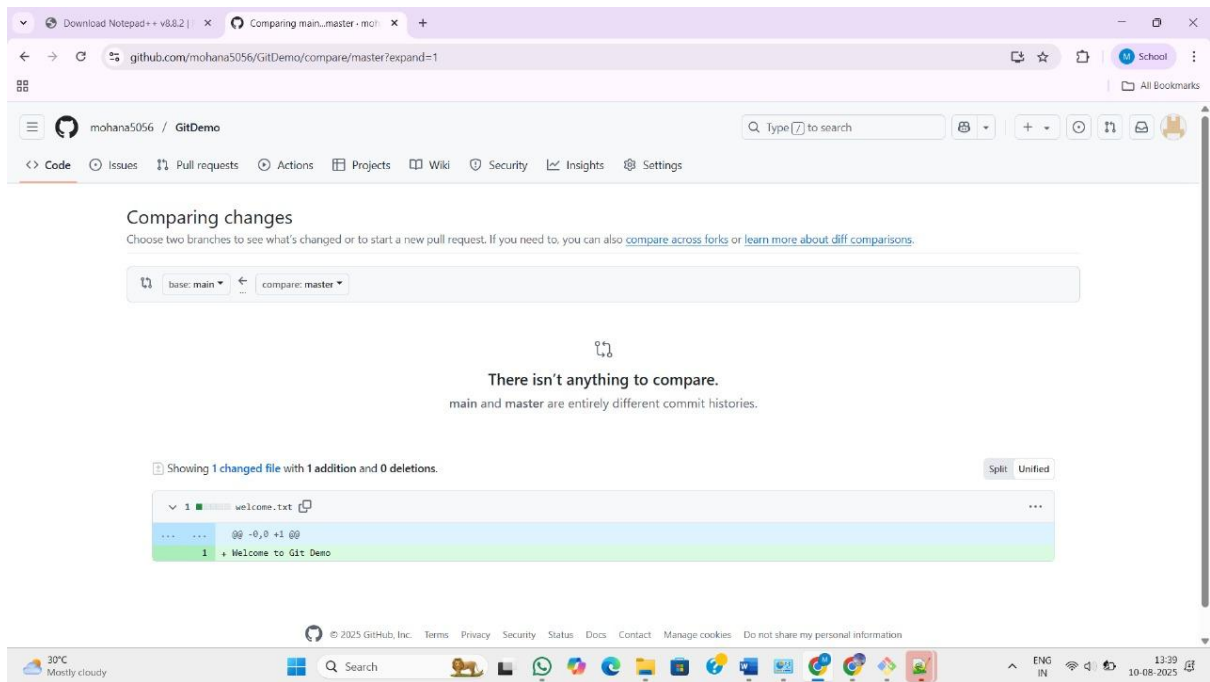 Download Notepad++ v8.8.2 |
Comparing main...master · moh
github.com/mohana5056/GitDemo/compare/master?expand=1
M School
All Bookmarks
mohana5056 / GitDemo
Type / to search
<> Code Issues Pull requests Actions Projects Wiki Security Insights Settings
Comparing changes
Choose two branches to see what's changed or to start a new pull request. If you need to, you can also compare across forks or learn more about diff comparisons.
base: main ... compare: master
There isn't anything to compare.
main and master are entirely different commit histories.
Showing 1 changed file with 1 addition and 0 deletions.
Split Unified
1 welcome.txt ...
... ... @@ -0,0 +1 @@
1 + Welcome to Git Demo
© 2025 GitHub, Inc. Terms Privacy Security Status Docs Contact Manage cookies Do not share my personal information
30°C
Mostly cloudy
Search
ENG
IN
13:39
10-08-2025